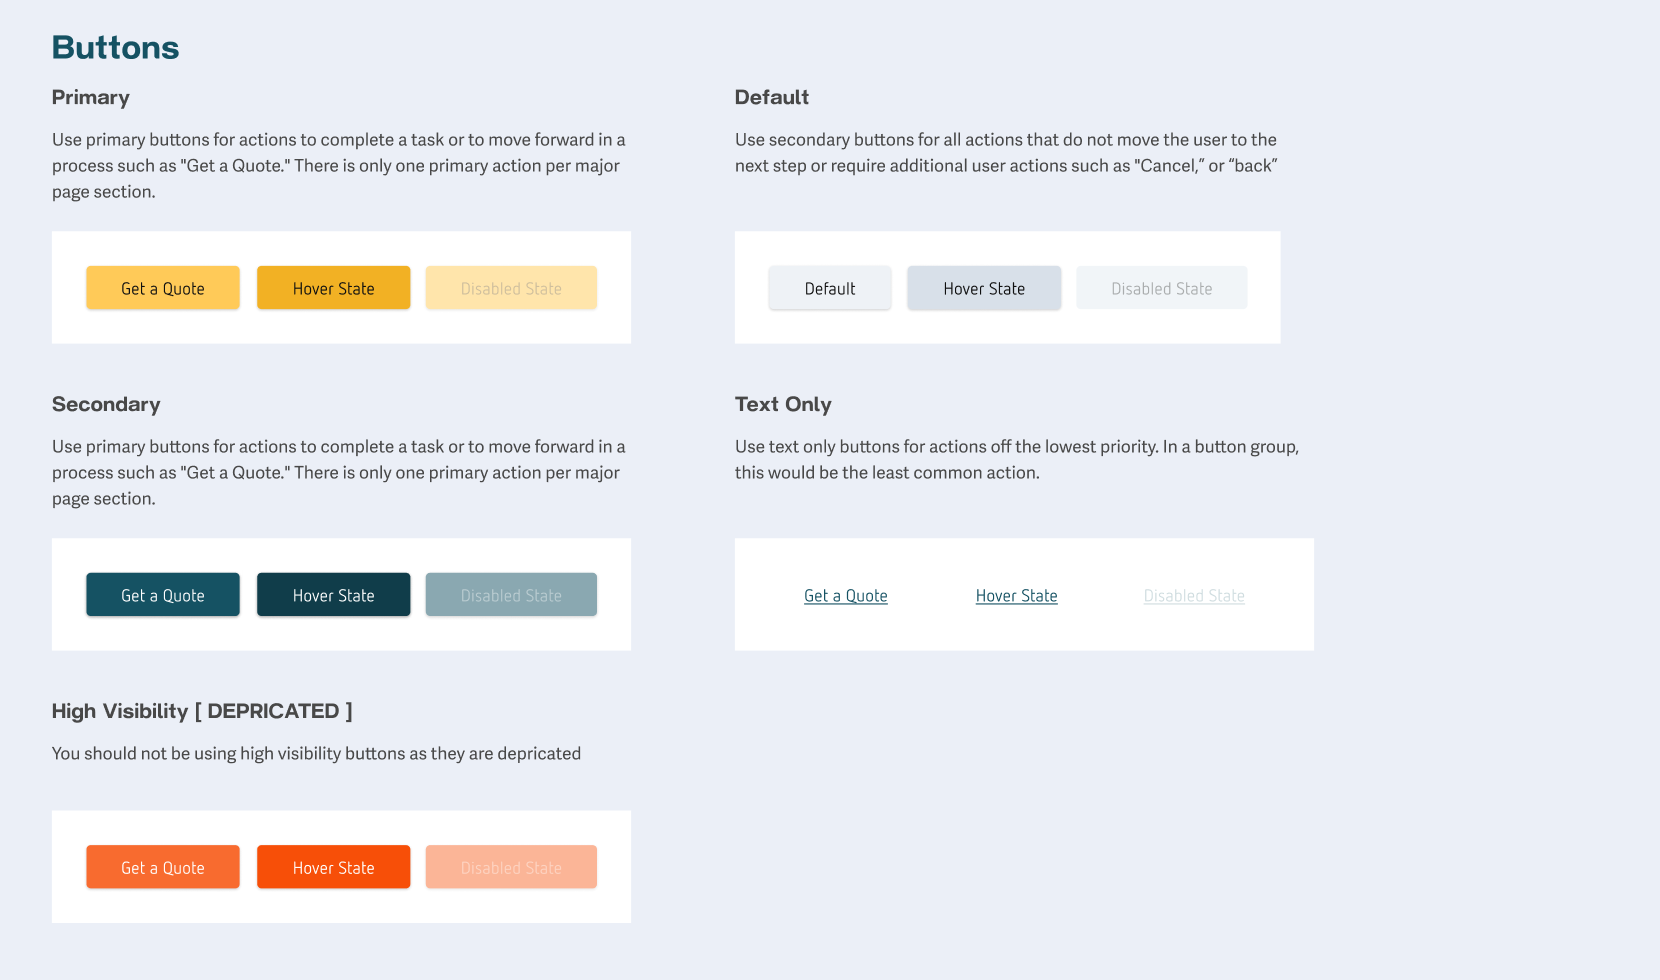 Buttons
Primary
Use primary buttons for actions to complete a task or to move forward in a
process such as "Get a Quote." There is only one primary action per major
page section.
Get a Quote
Hover State
Disabled State
Default
Use secondary buttons for all actions that do not move the user to the
next step or require additional user actions such as "Cancel,” or “back”
Default
Hover State
Disabled State
Secondary
Use primary buttons for actions to complete a task or to move forward in a
process such as "Get a Quote." There is only one primary action per major
page section.
Get a Quote
Hover State
Disabled State
Text Only
Use text only buttons for actions off the lowest priority. In a button group,
this would be the least common action.
Get a Quote
Hover State
Disabled State
High Visibility [ DEPRICATED ]
You should not be using high visibility buttons as they are depricated
Get a Quote
Hover State
Disabled State